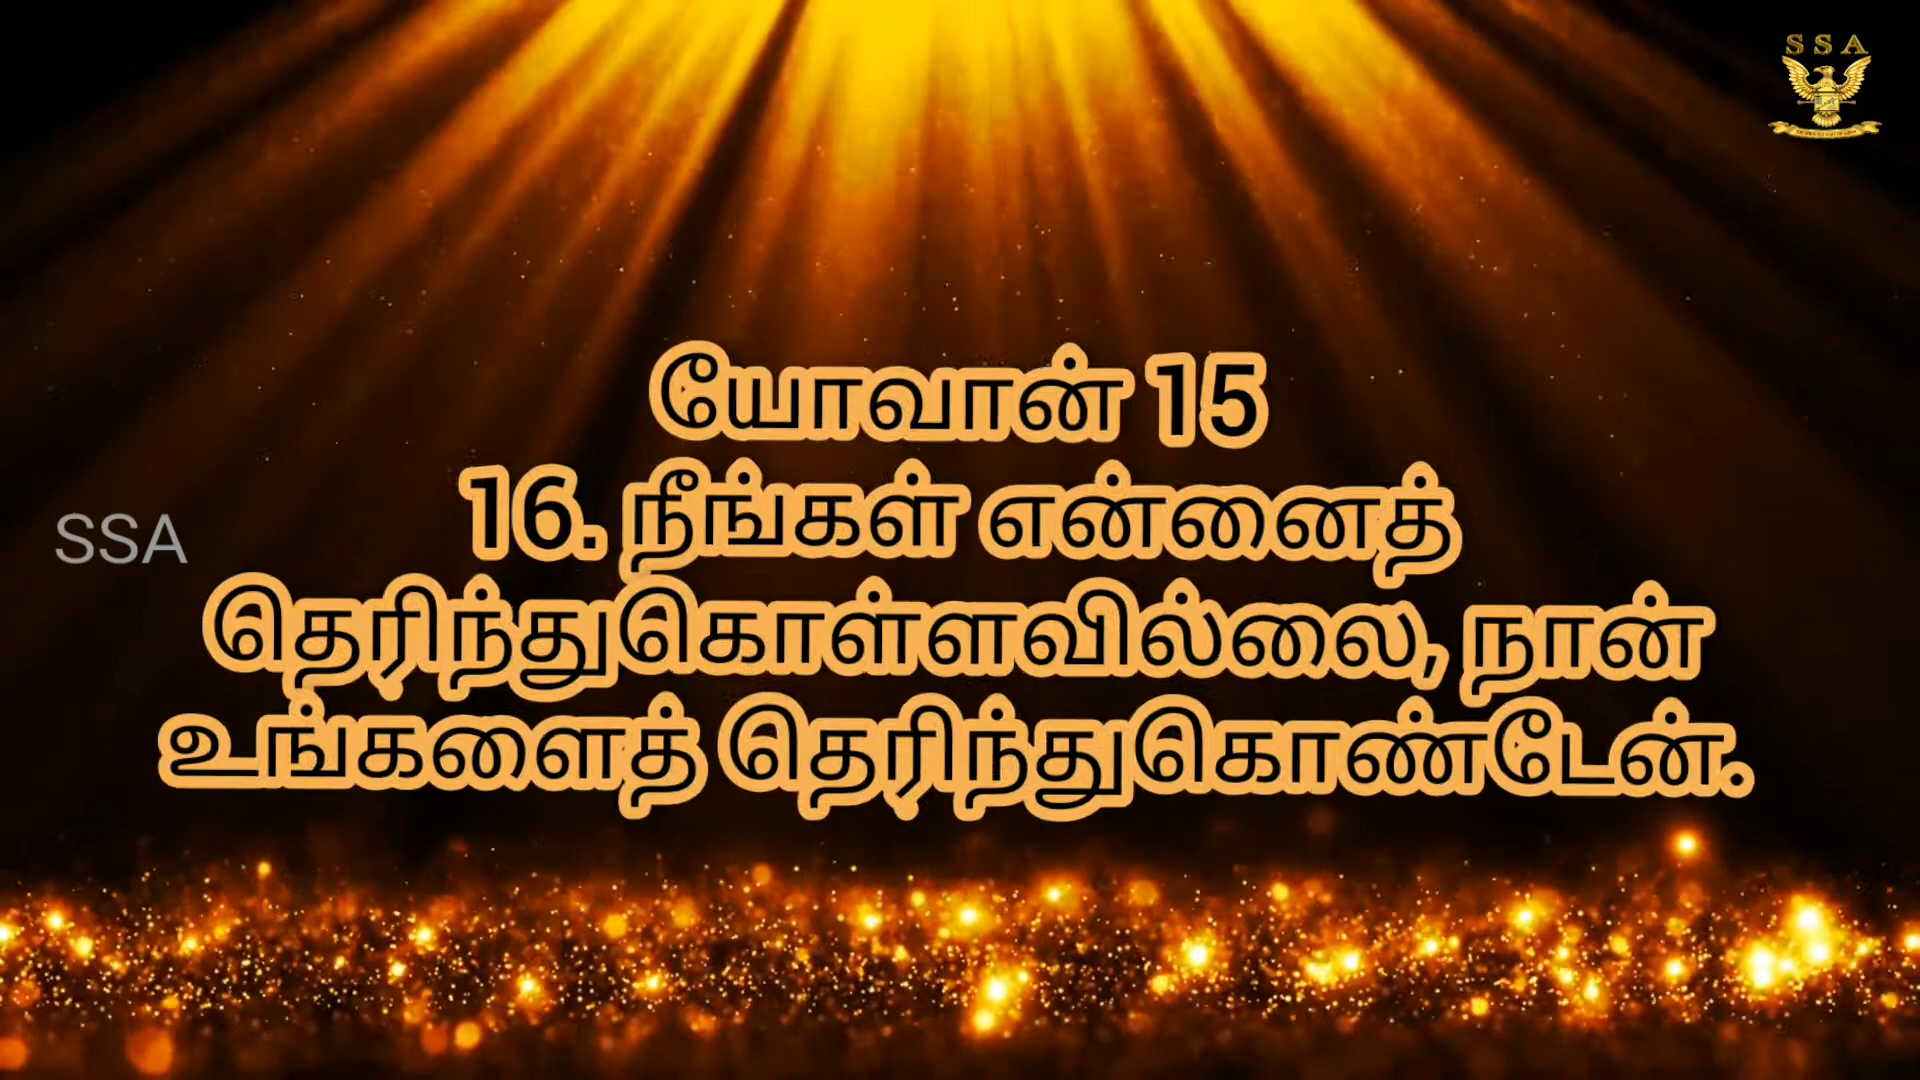 SSA
யோவான் 15
16. நீங்கள் என்னைத்
தெரிந்துகொள்ளவில்லை, நான்
உங்களைத் தெரிந்துகொண்டேன்.
SSA